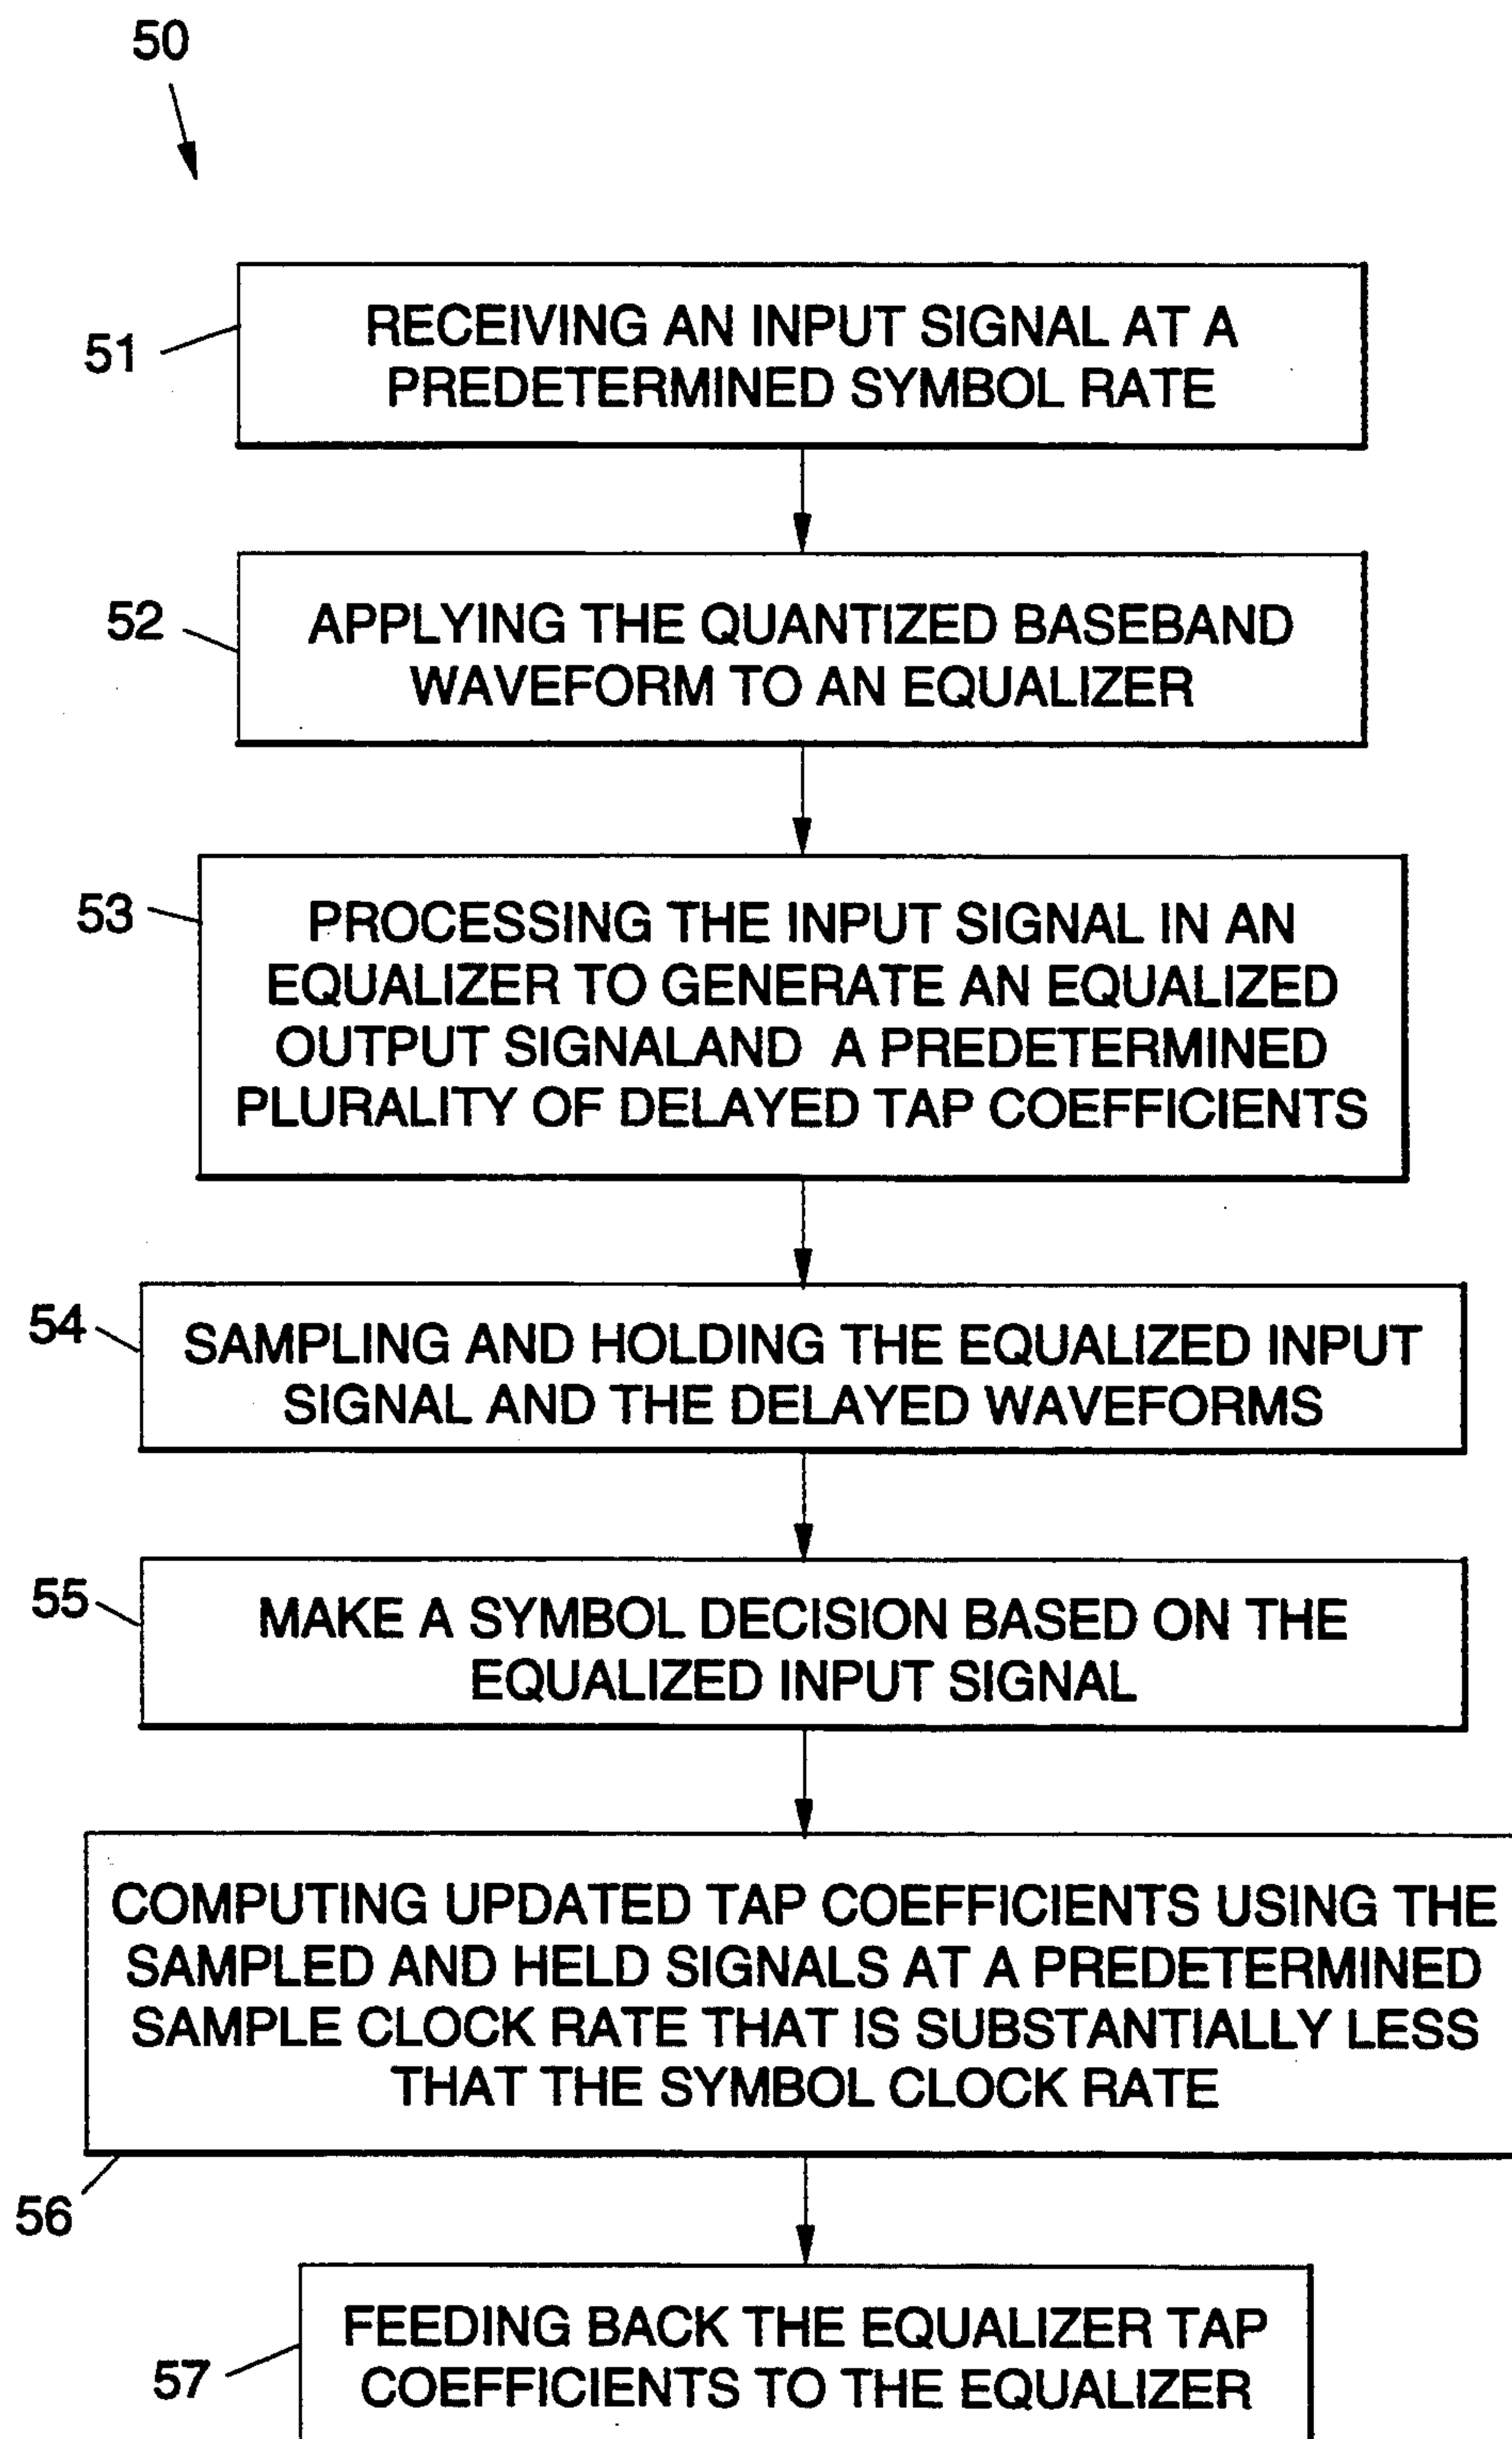 50
51
RECEIVING AN INPUT SIGNAL AT A
PREDETERMINED SYMBOL RATE
52
APPLYING THE QUANTIZED BASEBAND
WAVEFORM TO AN EQUALIZER
53
PROCESSING THE INPUT SIGNAL IN AN
EQUALIZER TO GENERATE AN EQUALIZED
OUTPUT SIGNALAND A PREDETERMINED
PLURALITY OF DELAYED TAP COEFFICIENTS
54
SAMPLING AND HOLDING THE EQUALIZED INPUT
SIGNAL AND THE DELAYED WAVEFORMS
55
MAKE A SYMBOL DECISION BASED ON THE
EQUALIZED INPUT SIGNAL
COMPUTING UPDATED TAP COEFFICIENTS USING THE
SAMPLED AND HELD SIGNALS AT A PREDETERMINED
SAMPLE CLOCK RATE THAT IS SUBSTANTIALLY LESS
THAT THE SYMBOL CLOCK RATE
56
57
FEEDING BACK THE EQUALIZER TAP
COEFFICIENTS TO THE EQUALIZER